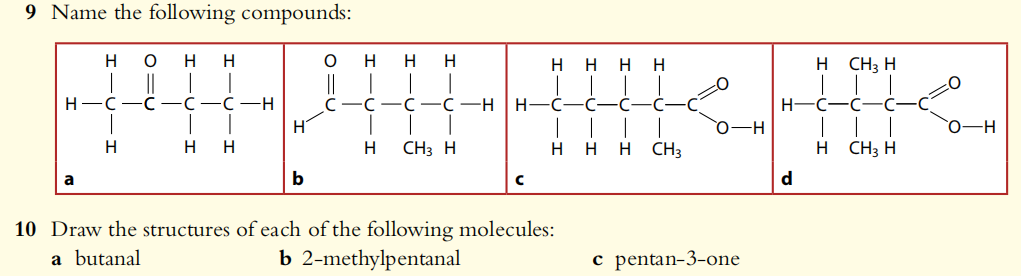 9 Name the following compounds:
H O H H
H—C—C—C—C—H
H H H
a
O H H H
C—C—C—C—H
H
H CH₃ H
b
H H H H
O
H—C—C—C—C—C
O—H
H H H CH₃
c
H CH₃ H
O
H—C—C—C—C
O—H
H CH₃ H
d
10 Draw the structures of each of the following molecules:
a butanal b 2-methylpentanal c pentan-3-one